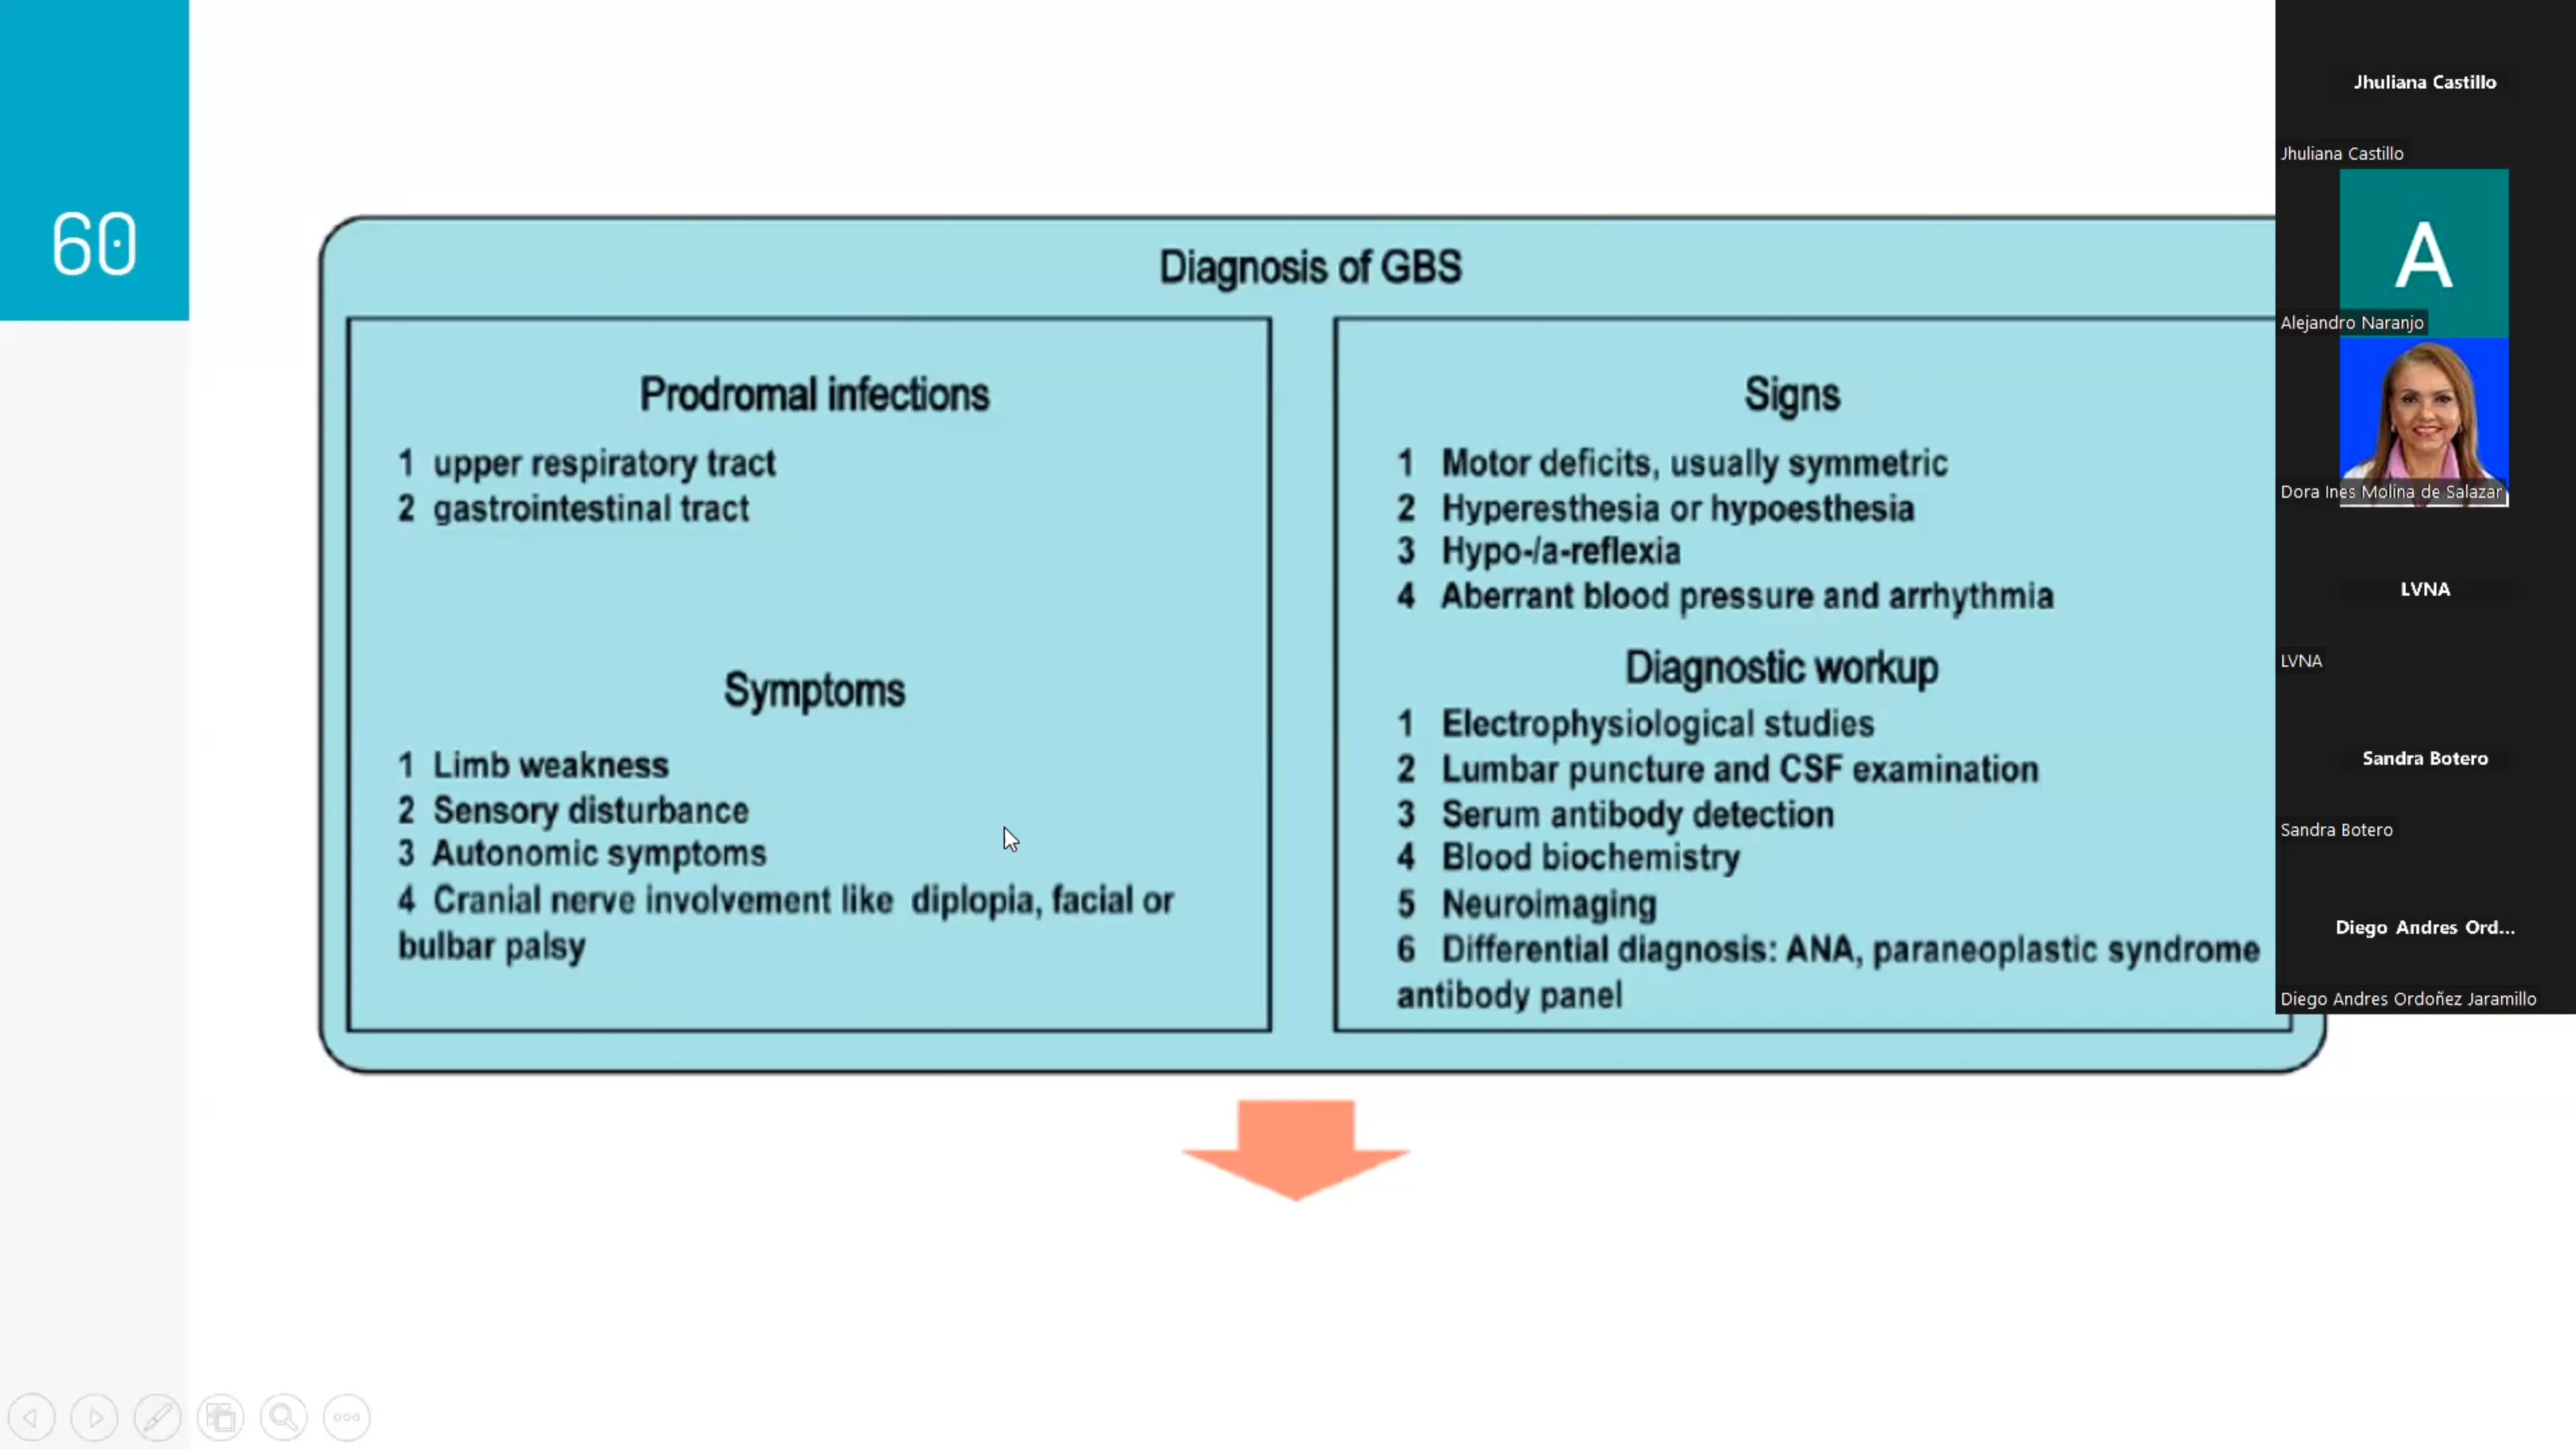 60
Diagnosis of GBS
Prodromal infections
1 upper respiratory tract
2 gastrointestinal tract
Symptoms
1 Limb weakness
2 Sensory disturbance
3 Autonomic symptoms
4 Cranial nerve involvement like diplopia, facial or
bulbar palsy
Signs
1 Motor deficits, usually symmetric
2 Hyperesthesia or hypoesthesia
3 Hypo-/a-reflexia
4 Aberrant blood pressure and arrhythmia
Diagnostic workup
1 Electrophysiological studies
2 Lumbar puncture and CSF examination
3 Serum antibody detection
4 Blood biochemistry
5 Neuroimaging
6 Differential diagnosis: ANA, paraneoplastic syndrome
antibody panel
Jhuliana Castillo
Jhuliana Castillo
A
Alejandro Naranjo
Dora Ines Molina de Salazar
LVNA
LVNA
Sandra Botero
Sandra Botero
Diego Andres Ord...
Diego Andres Ordoñez Jaramillo